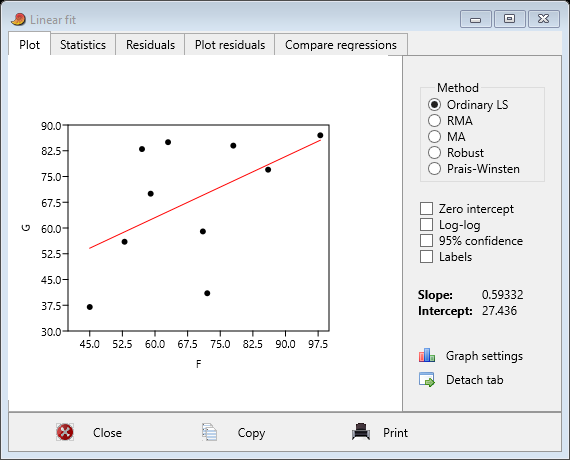 Linear fit
Plot Statistics Residuals Plot residuals Compare regressions
90.0
82.5
75.0
67.5
60.0
52.5
45.0
37.5
30.0
G
45.0 52.5 60.0 67.5 75.0 82.5 90.0 97.5
F
Method
Ordinary LS
RMA
MA
Robust
Prais-Winsten
Zero intercept
Log-log
95% confidence
Labels
Slope: 0.59332
Intercept: 27.436
Graph settings
Detach tab
Close Copy Print